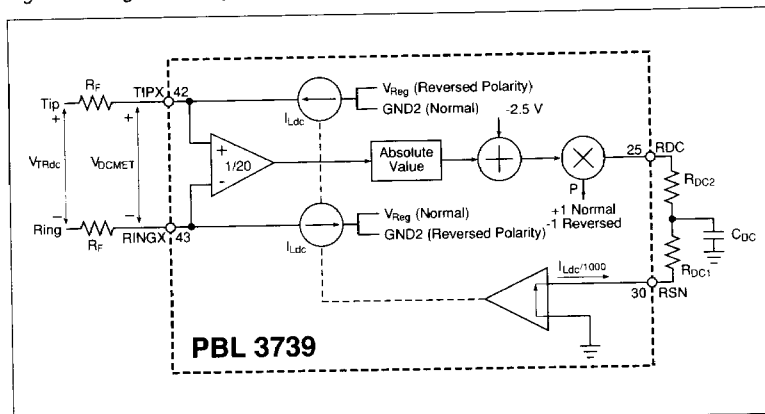 TIPX 42
RF
Tip
+
+
VTRdc
VDCMET
−
−
Ring
RF
RINGX 43
ILdc
VReg (Reversed Polarity)
GND2 (Normal)
+
1/20
-
Absolute
Value
-2.5 V
+
×
P
+1 Normal
-1 Reversed
25 RDC
RDC2
CDC
RDC1
ILdc
VReg (Normal)
GND2 (Reversed Polarity)
ILdc/1000
30 RSN
PBL 3739